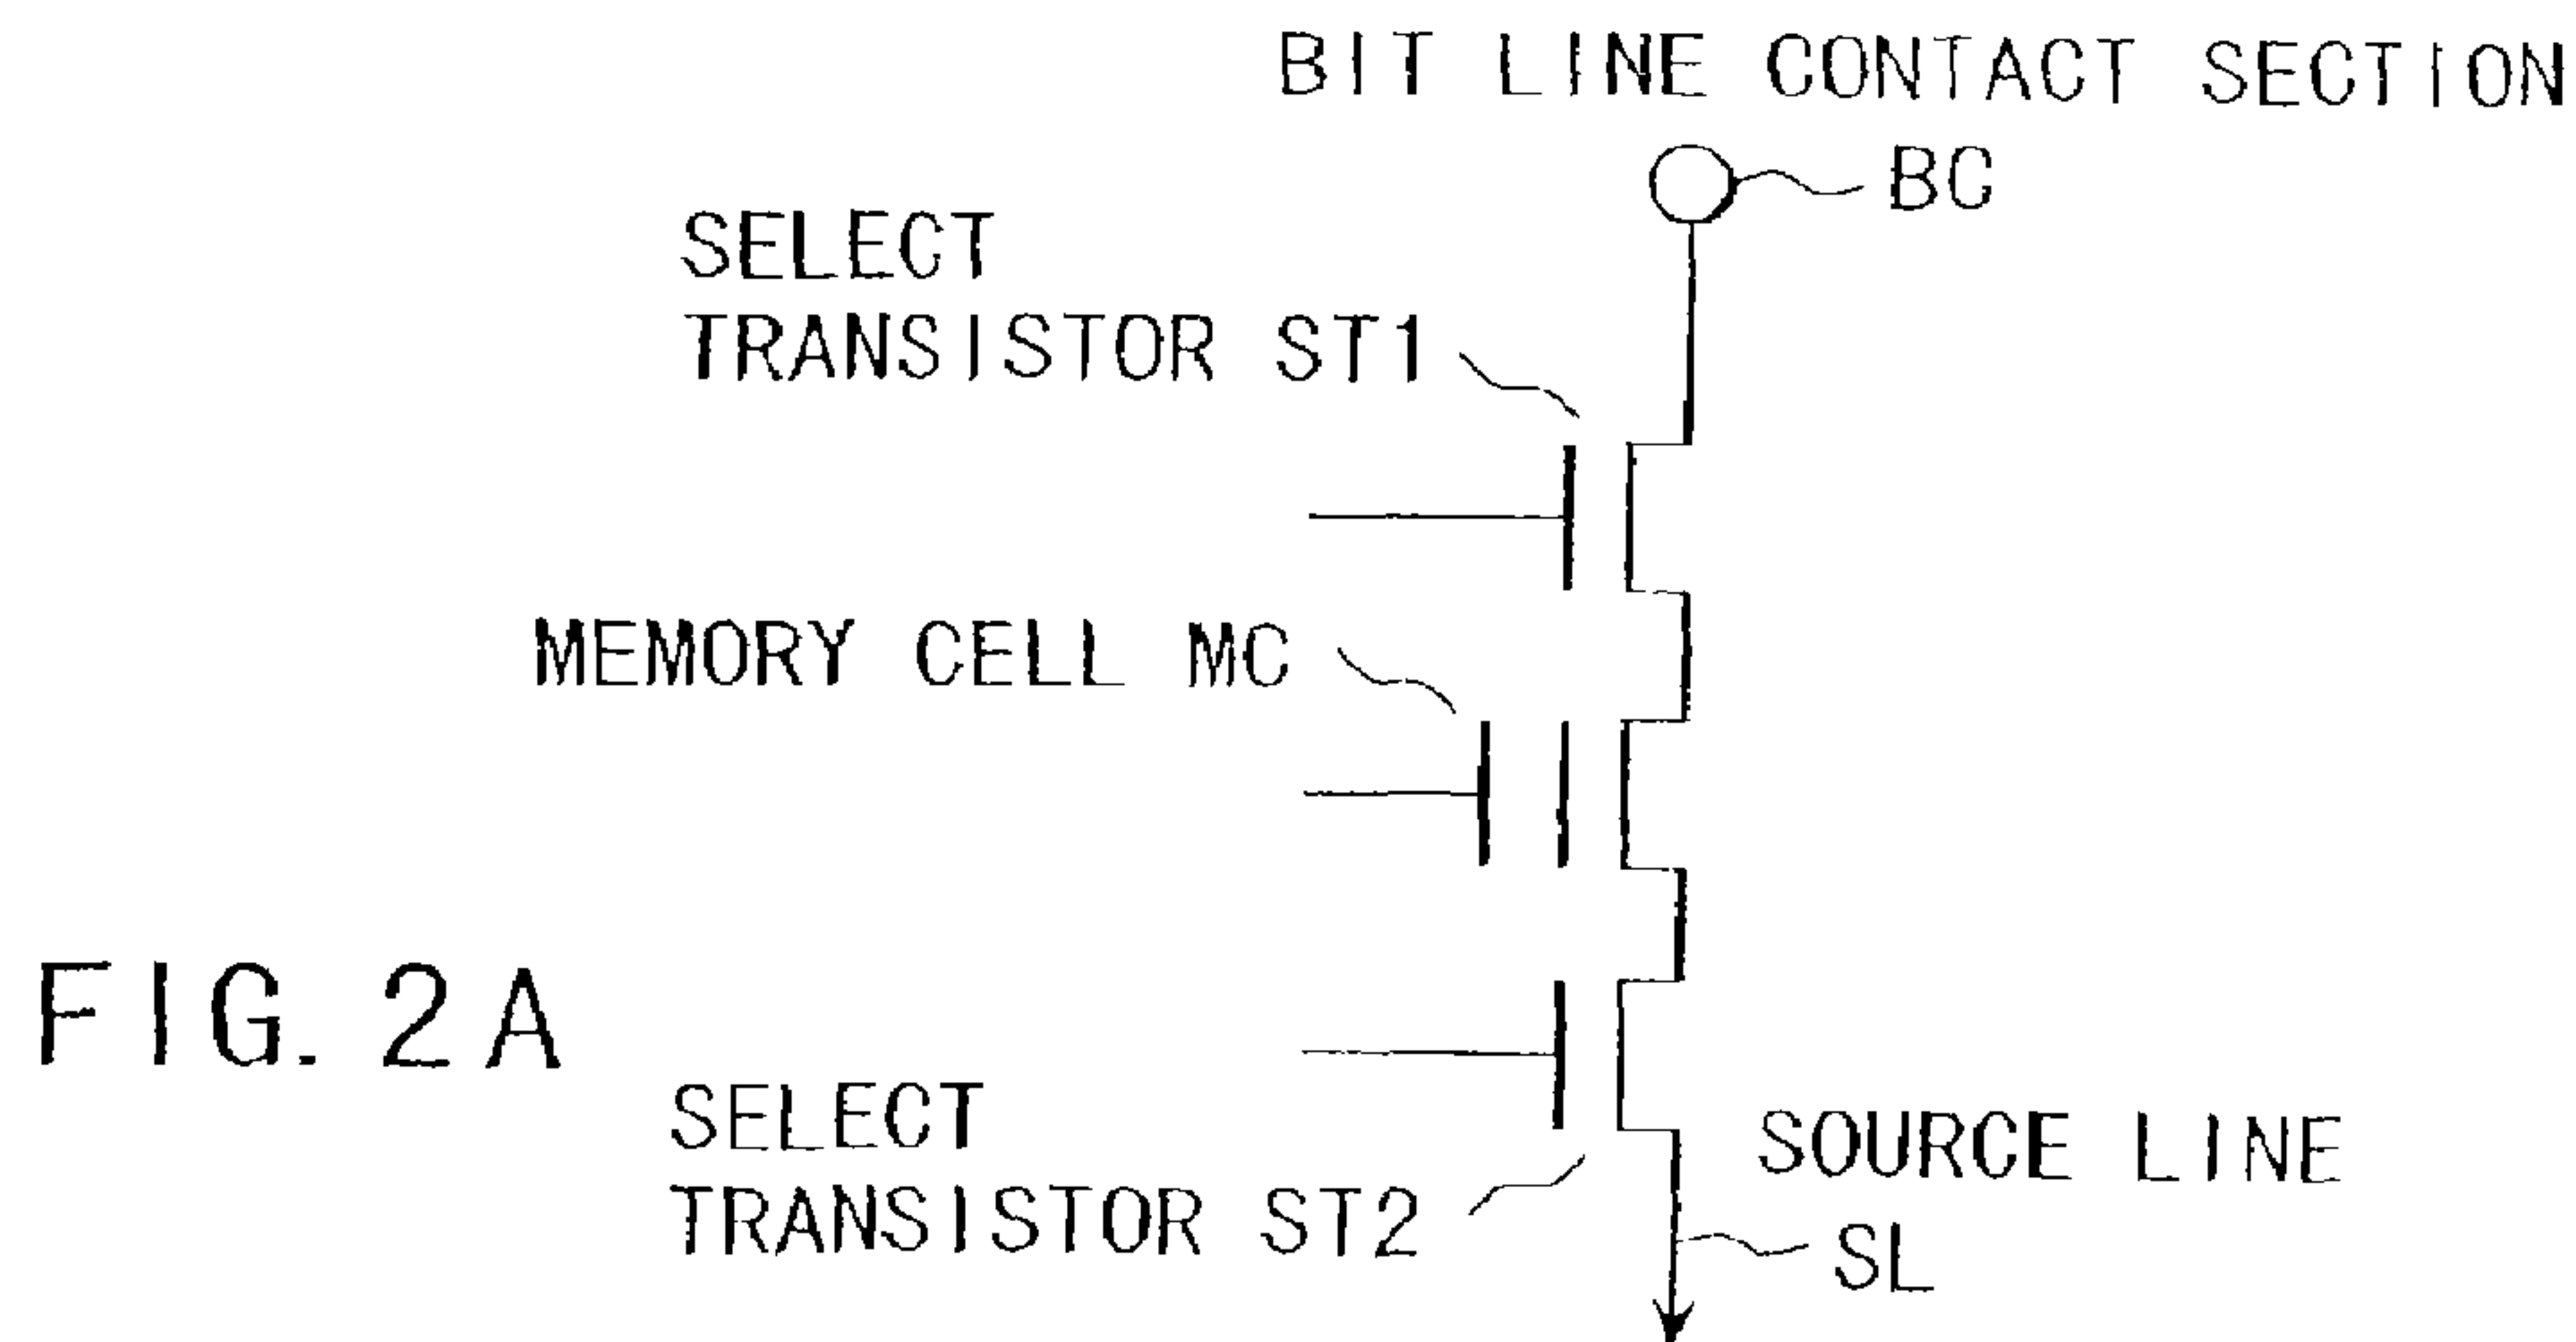 BIT LINE CONTACT SECTION
BC
SELECT
TRANSISTOR ST1
MEMORY CELL MC
FIG. 2A
SELECT
TRANSISTOR ST2
SOURCE LINE
SL